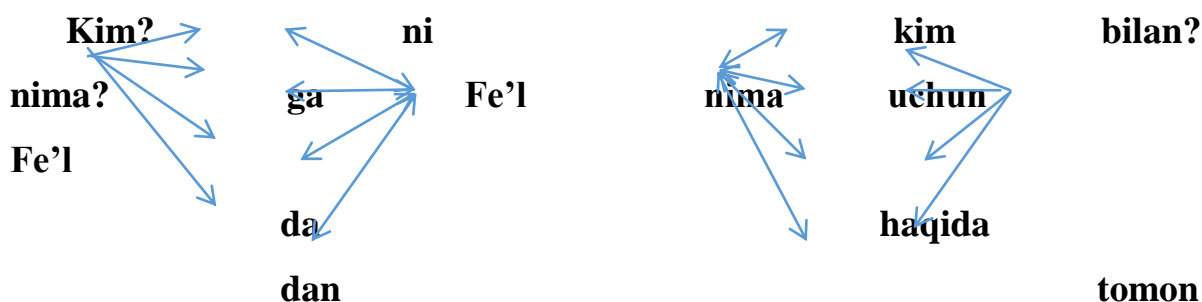 Kim? ni kim bilan?
nima? ga Fe’l nima uchun
Fe’l
da haqida
dan tomon